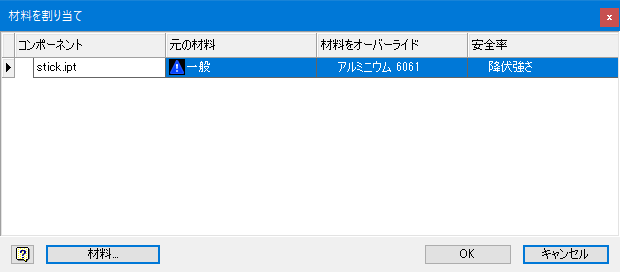 材料を割り当て
コンポーネント 元の材料 材料をオーバーライド 安全率
stick.ipt 一般 アルミニウム 6061 降伏強さ
材料... OK キャンセル